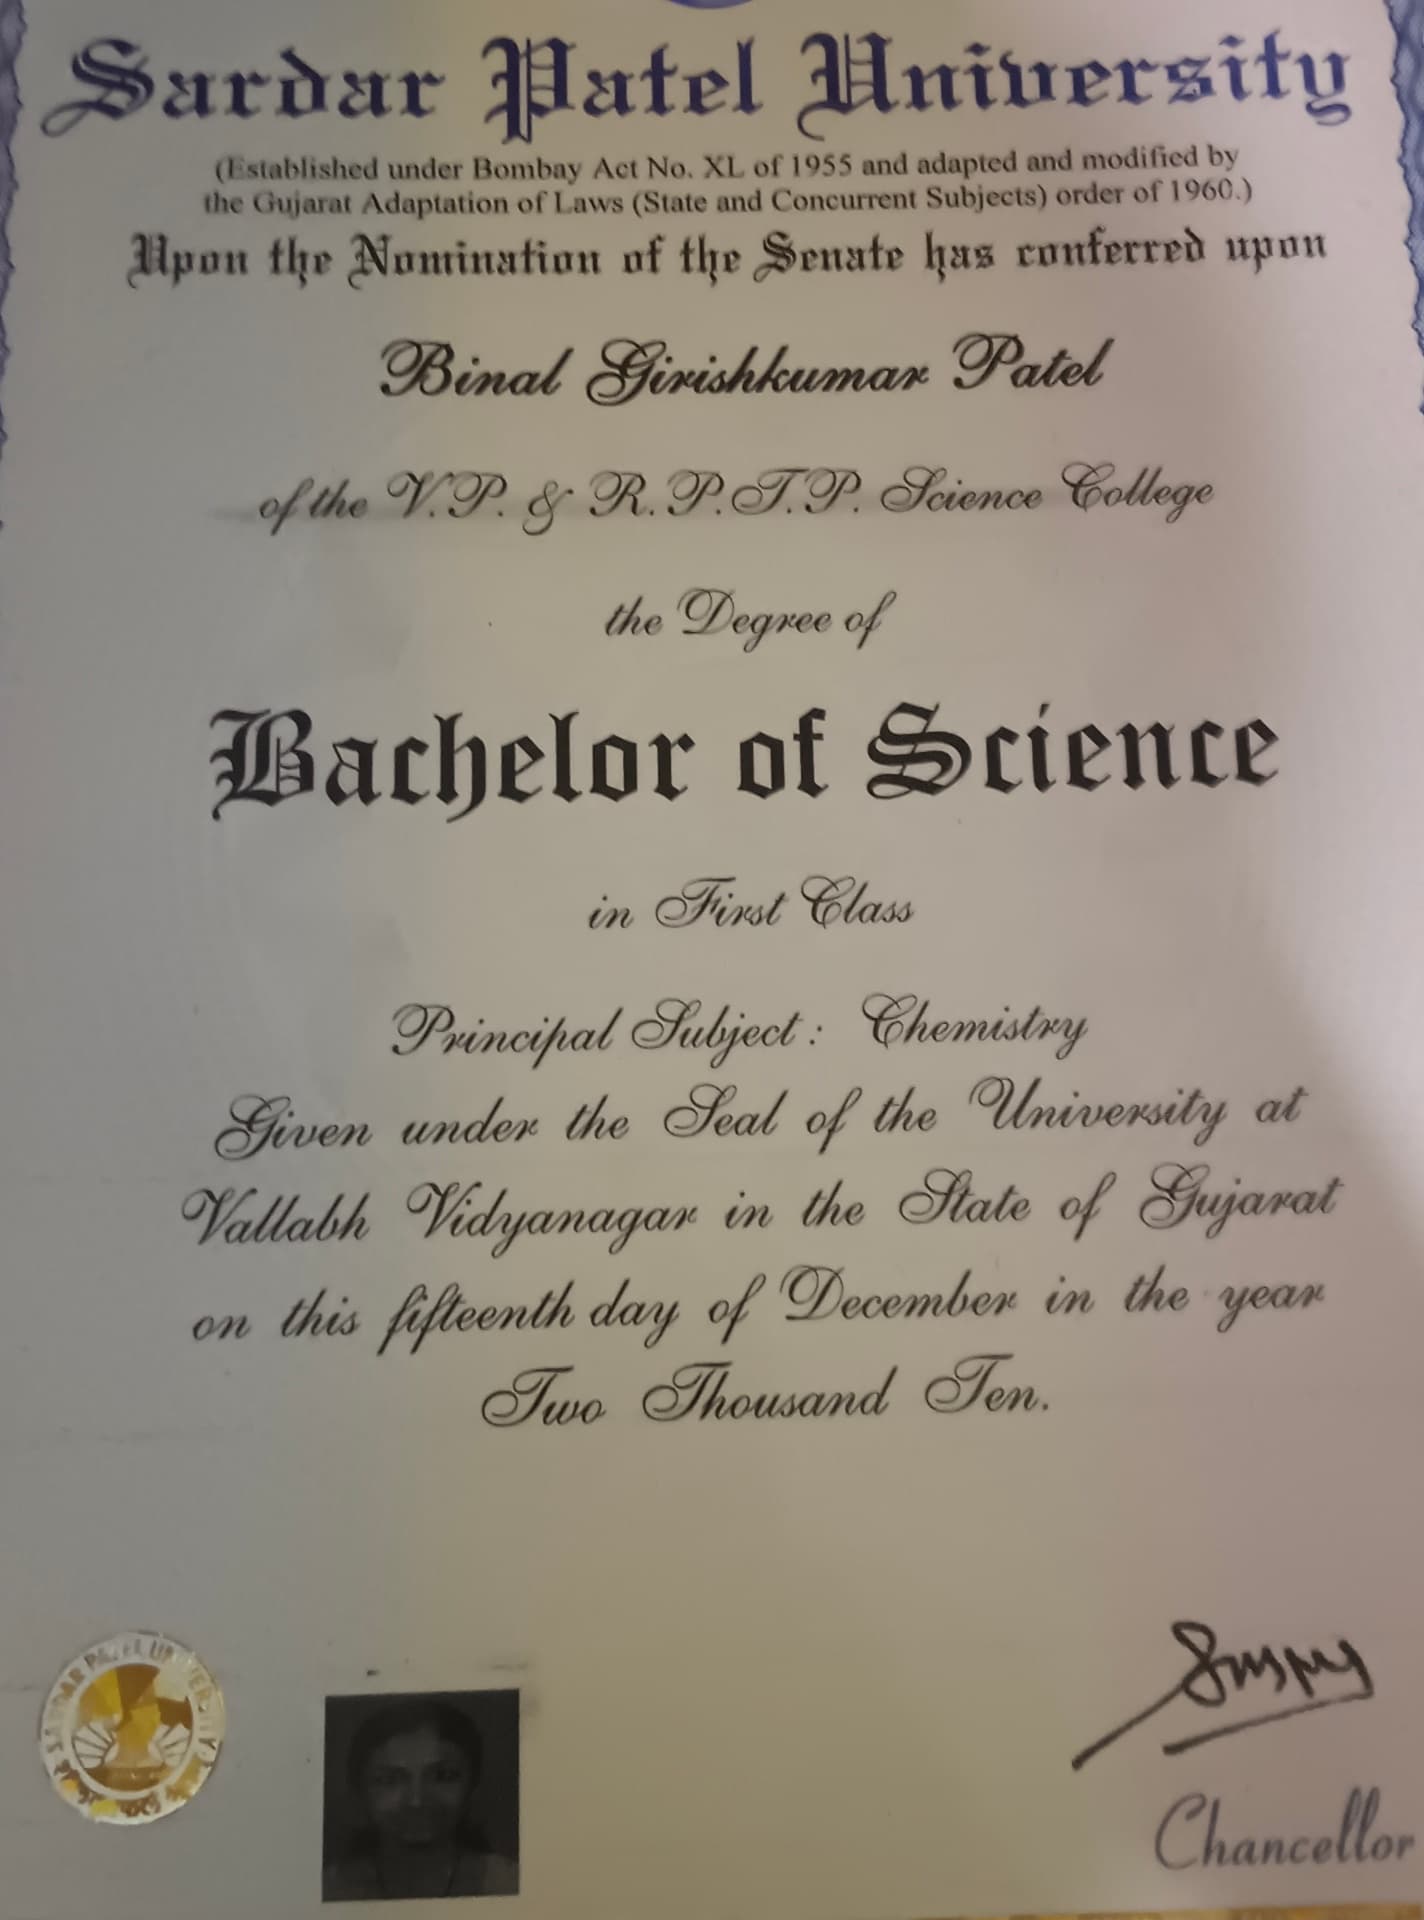 Sardar Patel University
(Established under Bombay Act No. XL of 1955 and adapted and modified by
the Gujarat Adaptation of Laws (State and Concurrent Subjects) order of 1960.)
Upon the Nomination of the Senate has conferred upon
Binal Girishkumar Patel
of the V.P. & R.P.T.P. Science College
the Degree of
Bachelor of Science
in First Class
Principal Subject : Chemistry
Given under the Seal of the University at
Vallabh Vidyanagar in the State of Gujarat
on this fifteenth day of December in the year
Two Thousand Ten.
SARDAR PATEL UNIVERSITY
Chancellor